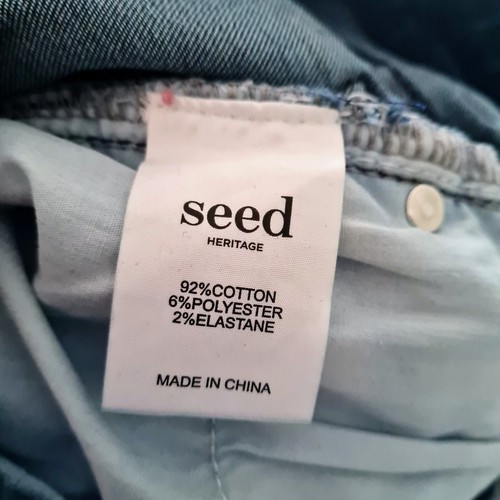 seed
HERITAGE
92%COTTON
6%POLYESTER
2%ELASTANE
MADE IN CHINA